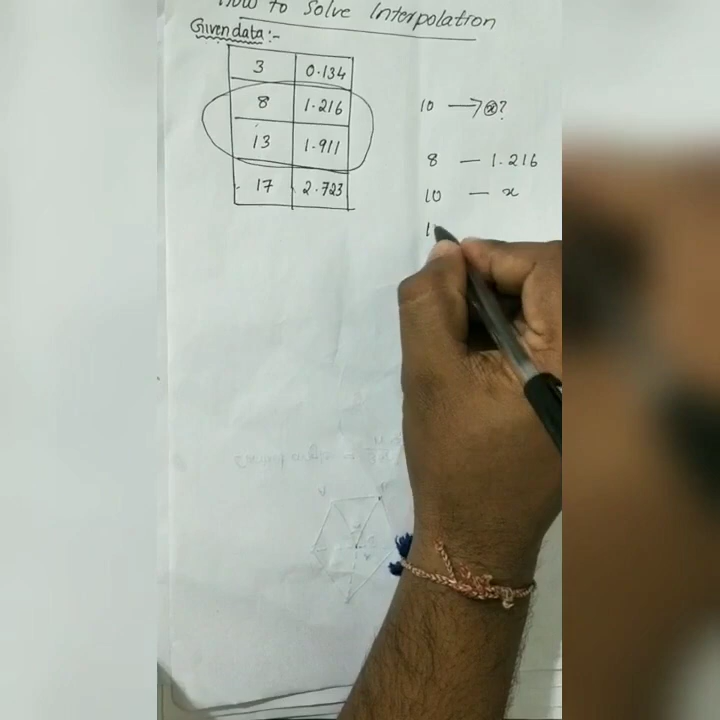 How to Solve Interpolation
Given data :-
3 0.134
8 1.216
13 1.911
17 2.723
10 → x?
8 — 1.216
10 — x
1